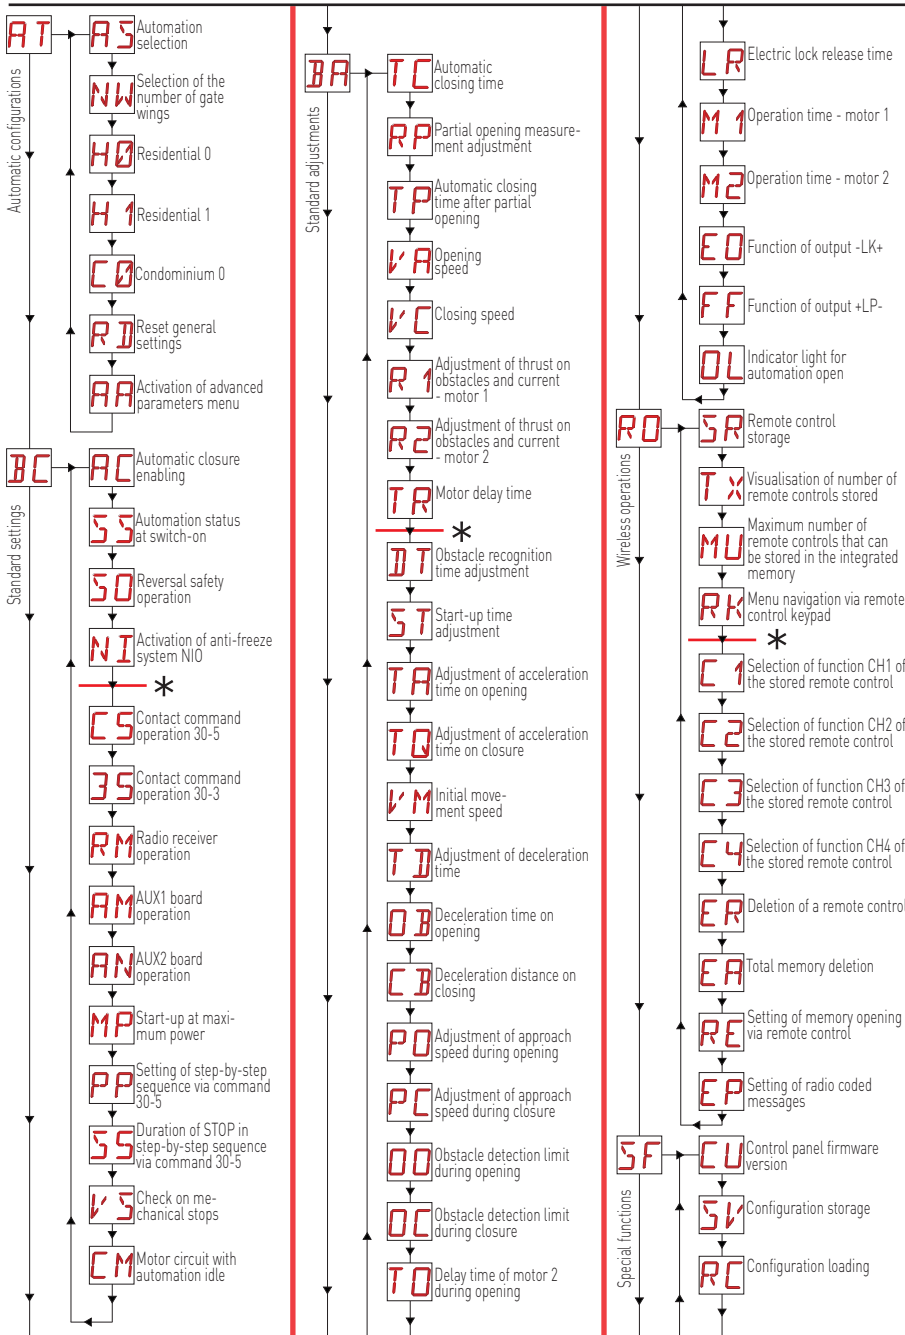 AT
Automatic configurations
AS
Automation
selection
NW
Selection of the
number of gate
wings
H0
Residential 0
H1
Residential 1
C0
Condominium 0
RD
Reset general
settings
AA
Activation of advanced
parameters menu
BC
Standard settings
AC
Automatic closure
enabling
SS
Automation status
at switch-on
SO
Reversal safety
operation
NI
Activation of anti-freeze
system NIO
*
CS
Contact command
operation 30-5
3S
Contact command
operation 30-3
RM
Radio receiver
operation
AM
AUX1 board
operation
AN
AUX2 board
operation
MP
Start-up at maxi-
mum power
PP
Setting of step-by-step
sequence via command
30-5
S5
Duration of STOP in
step-by-step sequence
via command 30-5
VS
Check on me-
chanical stops
CM
Motor circuit with
automation idle
BA
Standard adjustments
TC
Automatic
closing time
RP
Partial opening measure-
ment adjustment
TP
Automatic closing
time after partial
opening
VA
Opening
speed
VC
Closing speed
R1
Adjustment of thrust on
obstacles and current
- motor 1
R2
Adjustment of thrust on
obstacles and current
- motor 2
TR
Motor delay time
*
DT
Obstacle recognition
time adjustment
ST
Start-up time
adjustment
TA
Adjustment of acceleration
time on opening
TQ
Adjustment of acceleration
time on closure
VM
Initial move-
ment speed
TD
Adjustment of deceleration
time
OB
Deceleration time on
opening
CB
Deceleration distance on
closing
PO
Adjustment of approach
speed during opening
PC
Adjustment of approach
speed during closure
OO
Obstacle detection limit
during opening
OC
Obstacle detection limit
during closure
TO
Delay time of motor 2
during opening
LR
Electric lock release time
M1
Operation time - motor 1
M2
Operation time - motor 2
EO
Function of output -LK+
FF
Function of output +LP-
OL
Indicator light for
automation open
RO
Wireless operations
SR
Remote control
storage
TX
Visualisation of number of
remote controls stored
MU
Maximum number of
remote controls that can
be stored in the integrated
memory
RK
Menu navigation via remote
control keypad
*
C1
Selection of function CH1 of
the stored remote control
C2
Selection of function CH2 of
the stored remote control
C3
Selection of function CH3 of
the stored remote control
C4
Selection of function CH4 of
the stored remote control
ER
Deletion of a remote control
EA
Total memory deletion
RE
Setting of memory opening
via remote control
EP
Setting of radio coded
messages
SF
Special functions
CU
Control panel firmware
version
SV
Configuration storage
RC
Configuration loading